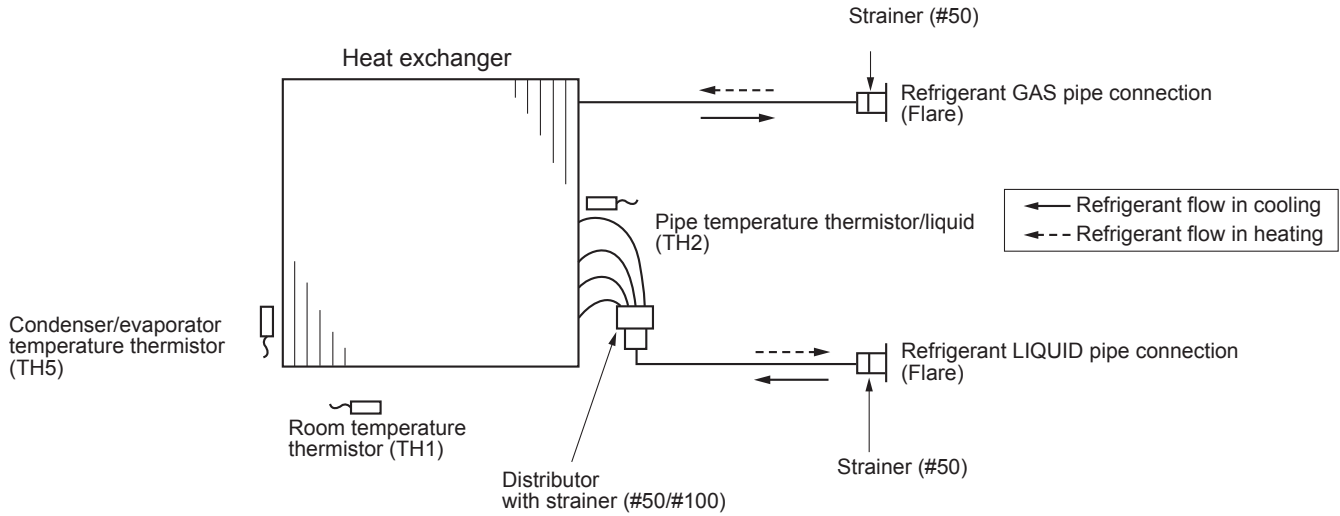 Strainer (#50)
Heat exchanger
Refrigerant GAS pipe connection
(Flare)
Refrigerant flow in cooling
Refrigerant flow in heating
Pipe temperature thermistor/liquid
(TH2)
Condenser/evaporator
temperature thermistor
(TH5)
Refrigerant LIQUID pipe connection
(Flare)
Room temperature
thermistor (TH1)
Strainer (#50)
Distributor
with strainer (#50/#100)